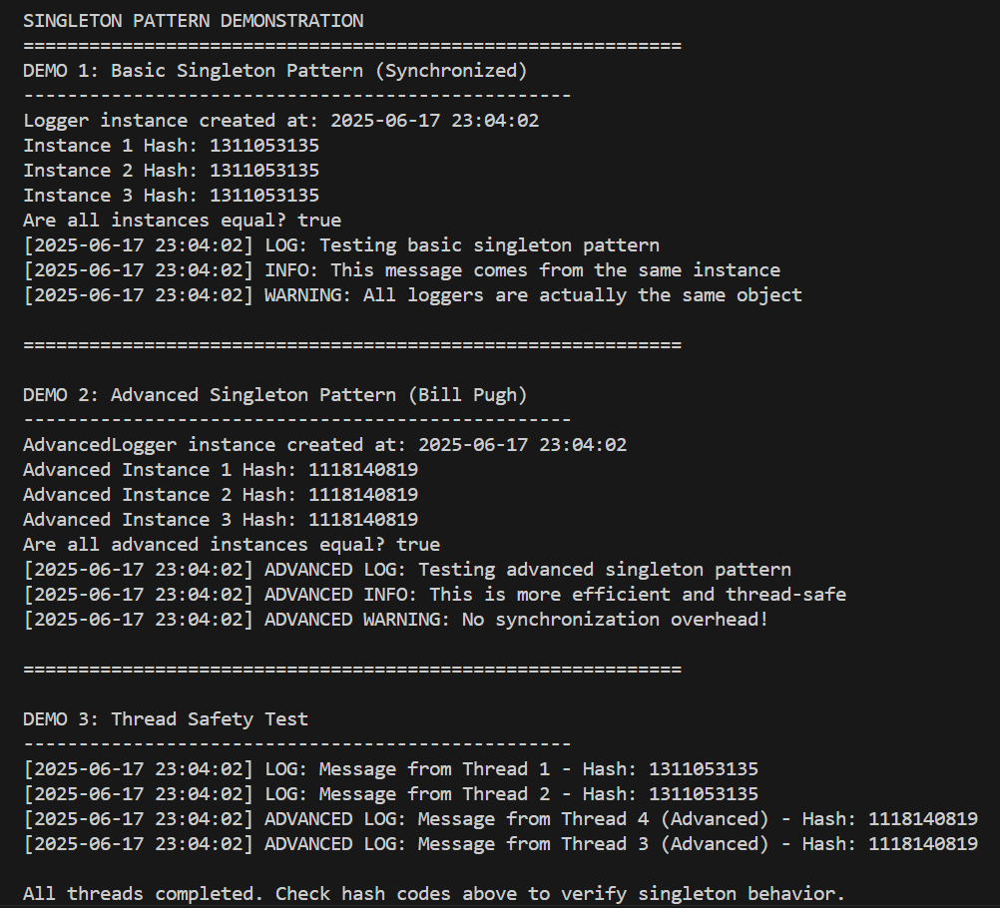 SINGLETON PATTERN DEMONSTRATION
============================================================
DEMO 1: Basic Singleton Pattern (Synchronized)
--------------------------------------------------
Logger instance created at: 2025-06-17 23:04:02
Instance 1 Hash: 1311053135
Instance 2 Hash: 1311053135
Instance 3 Hash: 1311053135
Are all instances equal? true
[2025-06-17 23:04:02] LOG: Testing basic singleton pattern
[2025-06-17 23:04:02] INFO: This message comes from the same instance
[2025-06-17 23:04:02] WARNING: All loggers are actually the same object
============================================================
DEMO 2: Advanced Singleton Pattern (Bill Pugh)
--------------------------------------------------
AdvancedLogger instance created at: 2025-06-17 23:04:02
Advanced Instance 1 Hash: 1118140819
Advanced Instance 2 Hash: 1118140819
Advanced Instance 3 Hash: 1118140819
Are all advanced instances equal? true
[2025-06-17 23:04:02] ADVANCED LOG: Testing advanced singleton pattern
[2025-06-17 23:04:02] ADVANCED INFO: This is more efficient and thread-safe
[2025-06-17 23:04:02] ADVANCED WARNING: No synchronization overhead!
============================================================
DEMO 3: Thread Safety Test
--------------------------------------------------
[2025-06-17 23:04:02] LOG: Message from Thread 1 - Hash: 1311053135
[2025-06-17 23:04:02] LOG: Message from Thread 2 - Hash: 1311053135
[2025-06-17 23:04:02] ADVANCED LOG: Message from Thread 4 (Advanced) - Hash: 1118140819
[2025-06-17 23:04:02] ADVANCED LOG: Message from Thread 3 (Advanced) - Hash: 1118140819
All threads completed. Check hash codes above to verify singleton behavior.